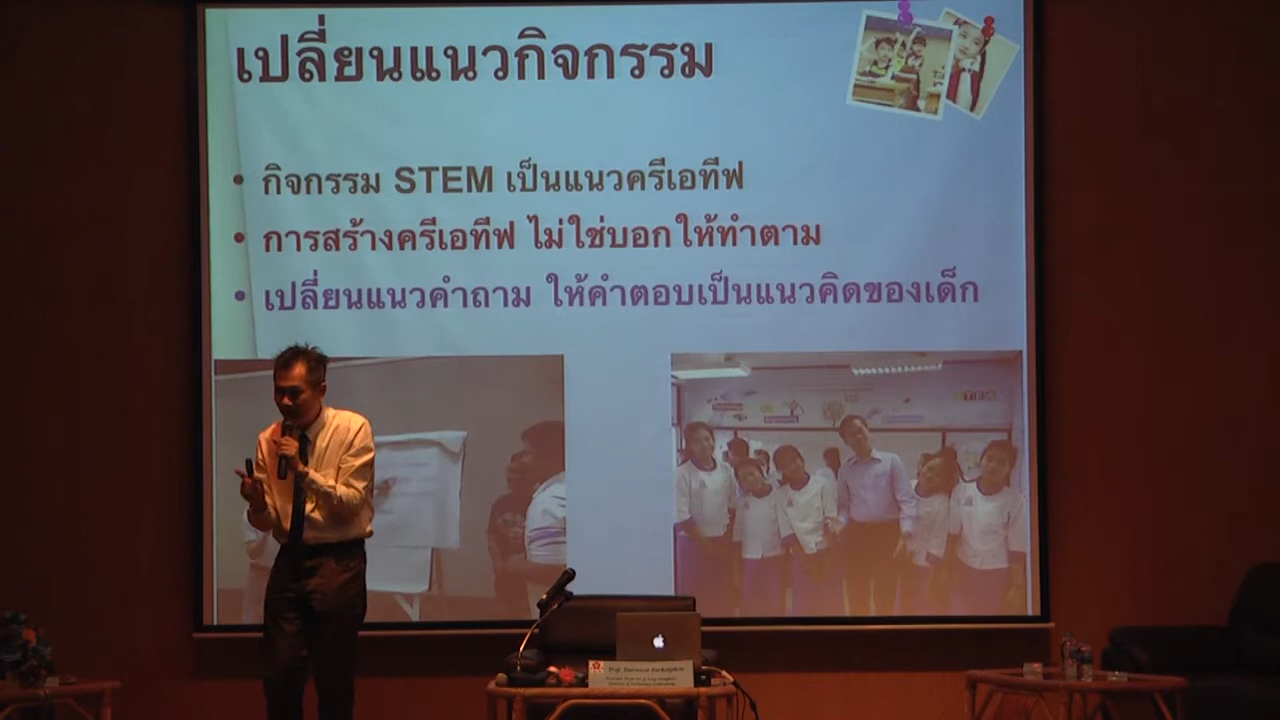 เปลี่ยนแนวกิจกรรม
• กิจกรรม STEM เป็นแนวครีเอทีฟ
• การสร้างครีเอทีฟ ไม่ใช่บอกให้ทำตาม
• เปลี่ยนแนวคำถาม ให้คำตอบเป็นแนวคิดของเด็ก
STEM
Prof.